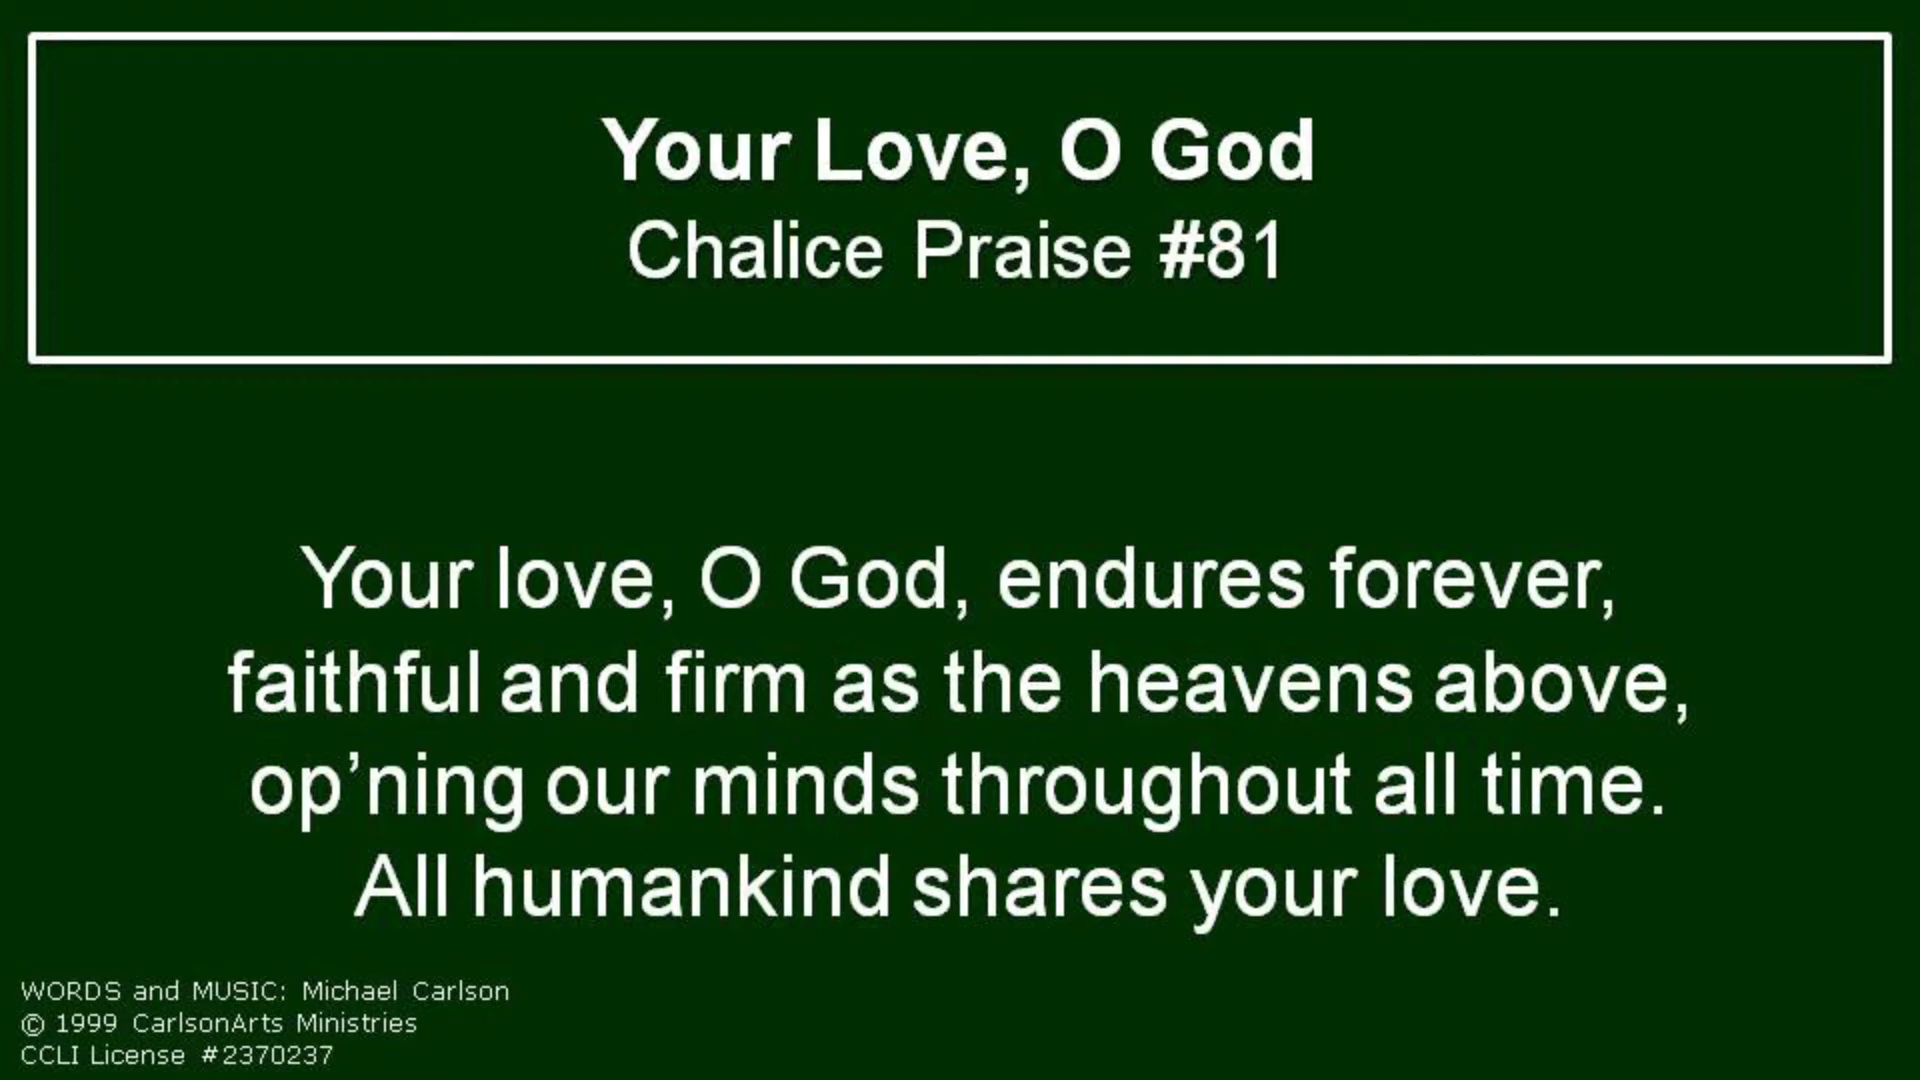 Your Love, O God
Chalice Praise #81
Your love, O God, endures forever,
faithful and firm as the heavens above,
op’ning our minds throughout all time.
All humankind shares your love.
WORDS and MUSIC: Michael Carlson
© 1999 CarlsonArts Ministries
CCLI License #2370237